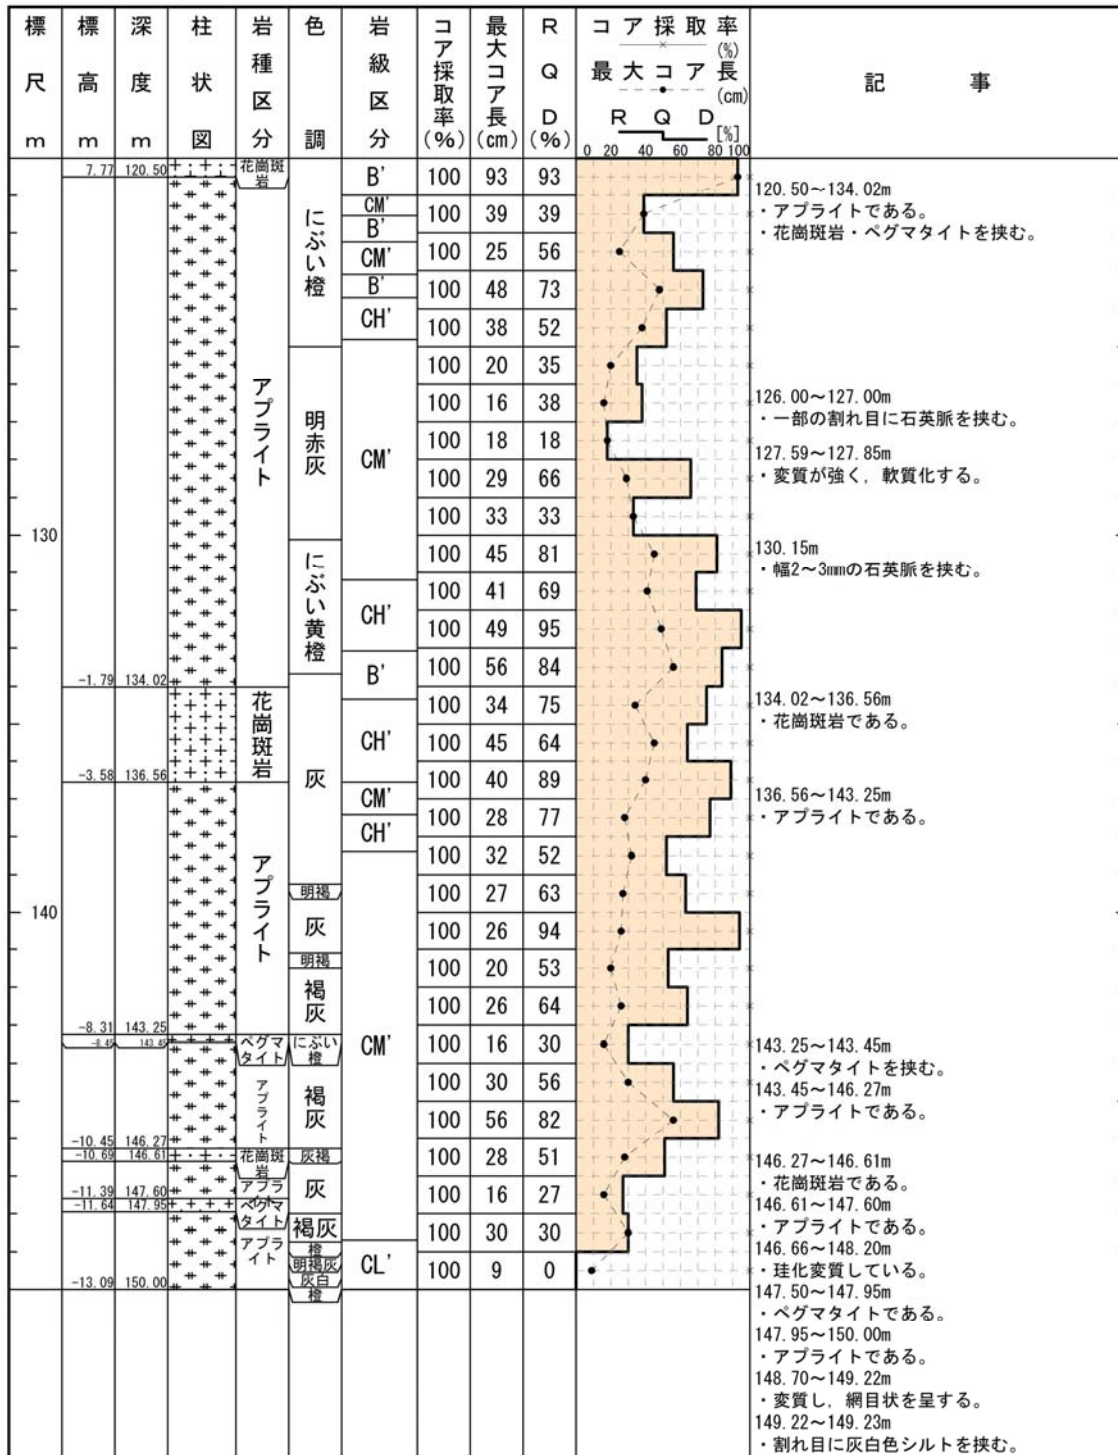 標尺 m
標高 m
深度 m
柱状図
岩種区分
色調
岩級区分
コア採取率(%)
最大コア長(cm)
RQD(%)
コア採取率(%)
最大コア長(cm)
RQD[%]
0 20 40 60 80 100
記事
7.77 120.50
-1.79 134.02
-3.58 136.56
-8.31 143.25
-8.45 143.45
-10.45 146.27
-10.69 146.61
-11.39 147.60
-11.64 147.95
-13.09 150.00
130
140
花崗斑岩
アプライト
花崗斑岩
アプライト
ペグマタイト
アプライト
花崗斑岩
アプライト
ペグマタイト
アプライト
にぶい橙
明赤灰
にぶい黄橙
灰
明褐
灰
明褐
褐灰
にぶい橙
褐灰
灰褐
灰
褐灰
橙
明褐灰
灰白
橙
B'
CM'
B'
CM'
B'
CH'
CM'
CH'
B'
CH'
CM'
CH'
CM'
CL'
100 93 93
100 39 39
100 25 56
100 48 73
100 38 52
100 20 35
100 16 38
100 18 18
100 29 66
100 33 33
100 45 81
100 41 69
100 49 95
100 56 84
100 34 75
100 45 64
100 40 89
100 28 77
100 32 52
100 27 63
100 26 94
100 20 53
100 26 64
100 16 30
100 30 56
100 56 82
100 28 51
100 16 27
100 30 30
100 9 0
120.50～134.02m
・アプライトである。
・花崗斑岩・ペグマタイトを挟む。
126.00～127.00m
・一部の割れ目に石英脈を挟む。
127.59～127.85m
・変質が強く，軟質化する。
130.15m
・幅2～3mmの石英脈を挟む。
134.02～136.56m
・花崗斑岩である。
136.56～143.25m
・アプライトである。
143.25～143.45m
・ペグマタイトを挟む。
143.45～146.27m
・アプライトである。
146.27～146.61m
・花崗斑岩である。
146.61～147.60m
・アプライトである。
146.66～148.20m
・珪化変質している。
147.50～147.95m
・ペグマタイトである。
147.95～150.00m
・アプライトである。
148.70～149.22m
・変質し，網目状を呈する。
149.22～149.23m
・割れ目に灰白色シルトを挟む。